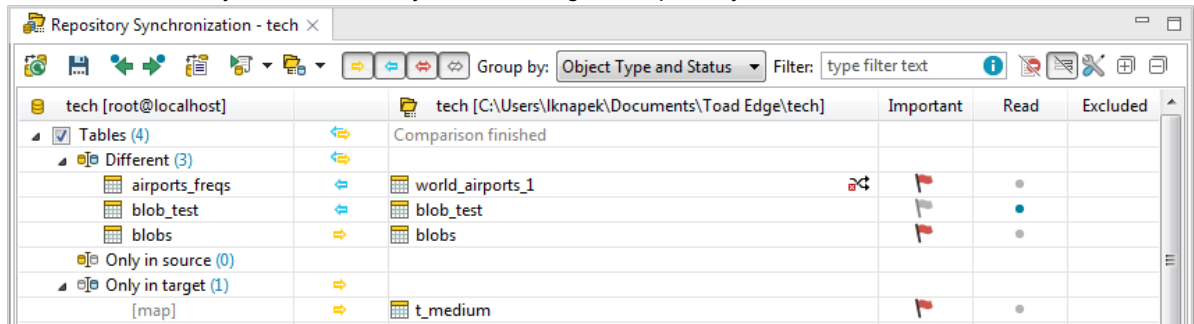 Repository Synchronization - tech
Group by: Object Type and Status Filter: type filter text
tech [root@localhost] tech [C:\Users\lknapek\Documents\Toad Edge\tech] Important Read Excluded
Tables (4) Comparison finished
Different (3)
airports_freqs world_airports_1
blob_test blob_test
blobs blobs
Only in source (0)
Only in target (1)
[map] t_medium